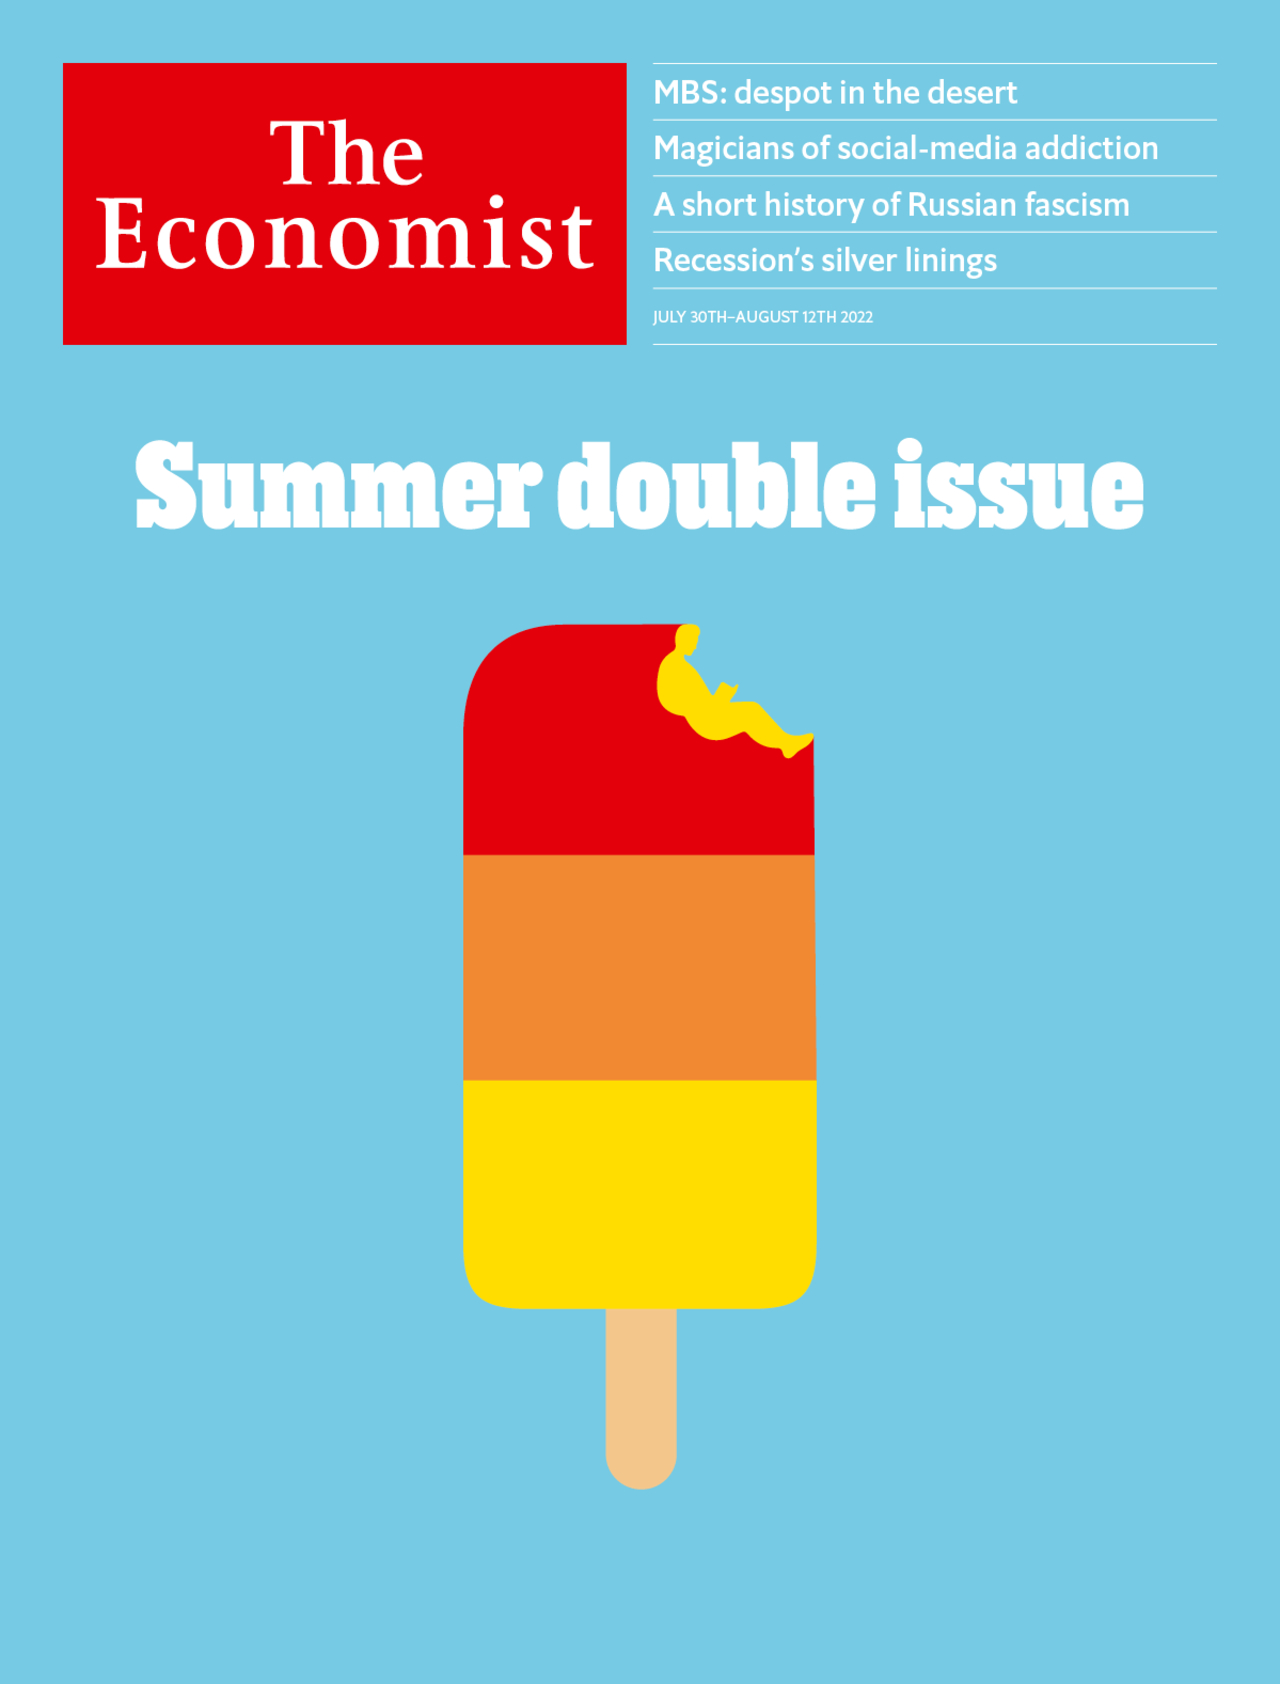 The
Economist
MBS: despot in the desert
Magicians of social-media addiction
A short history of Russian fascism
Recession’s silver linings
JULY 30TH–AUGUST 12TH 2022
Summer double issue